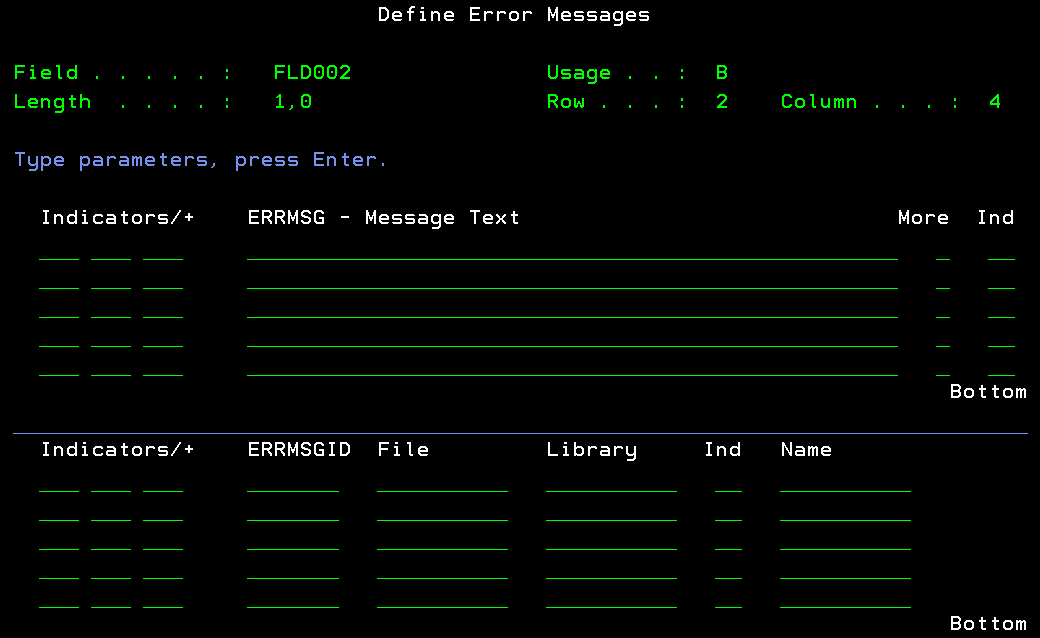 Define Error Messages
Field . . . . . :   FLD002   Usage . . :   B
Length  . . . . :   1,0   Row . . . :   2   Column . . . :   4
Type parameters, press Enter.
Indicators/+   ERRMSG - Message Text   More   Ind
Bottom
Indicators/+   ERRMSGID   File   Library   Ind   Name
Bottom